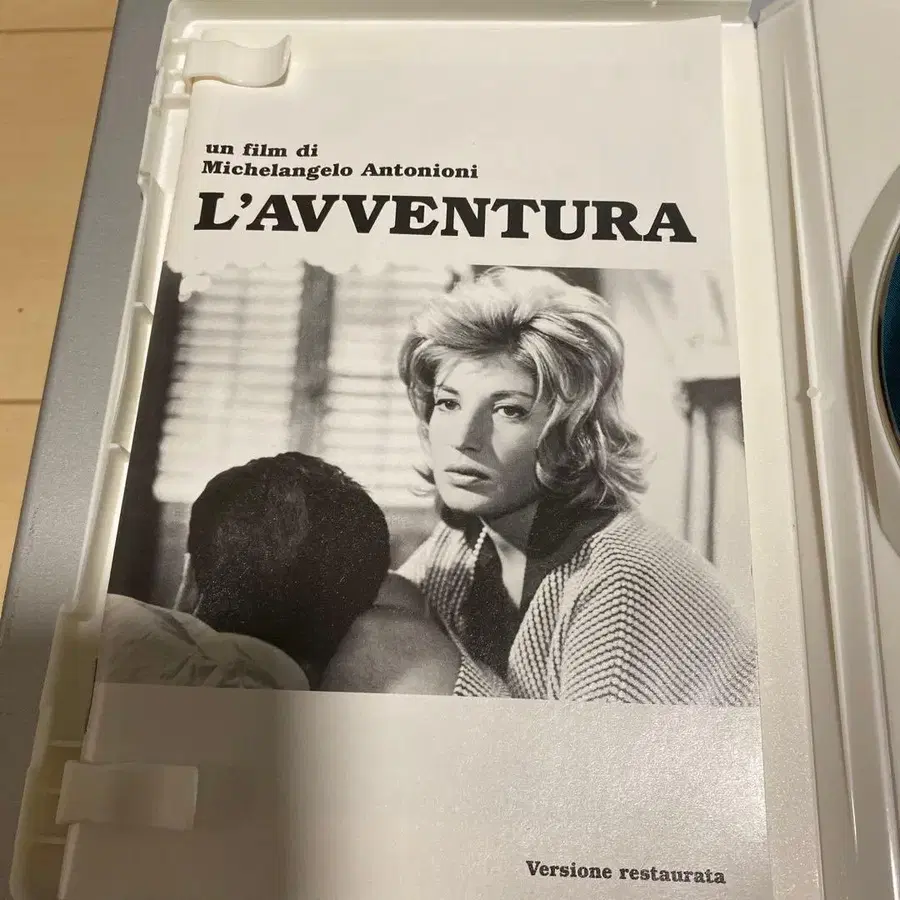 un film di
Michelangelo Antonioni
L'AVVENTURA
Versione restaurata